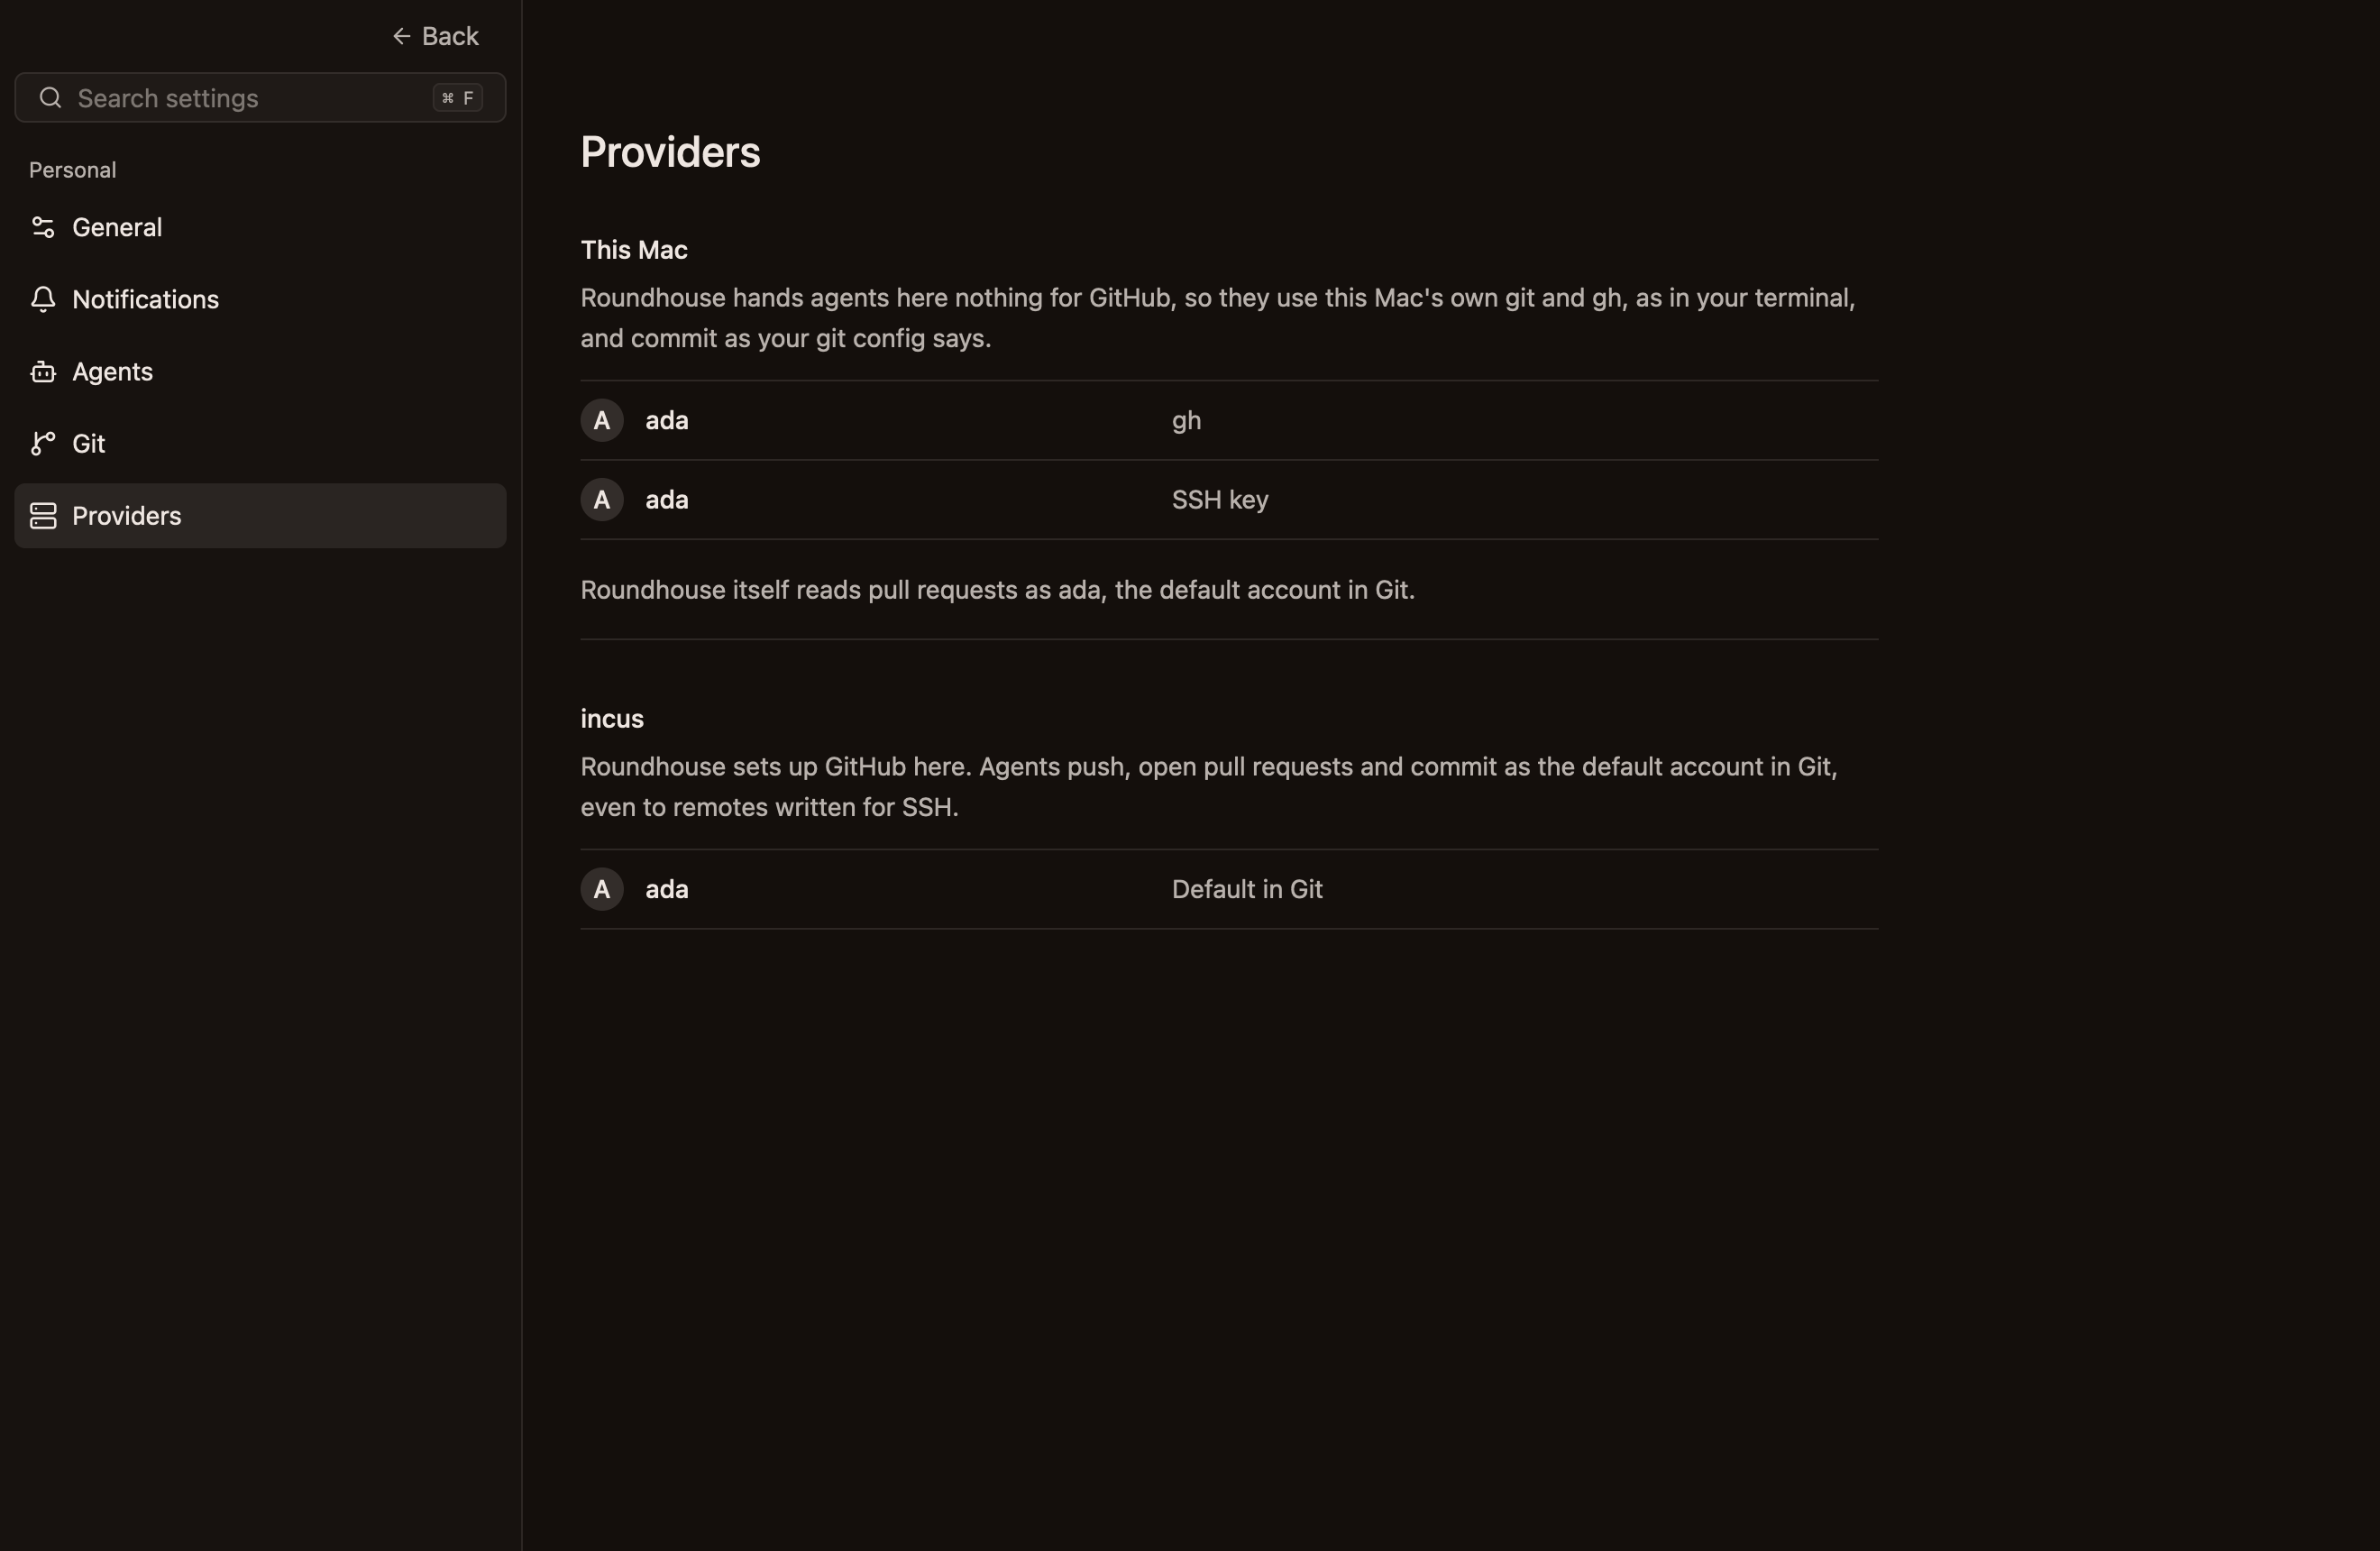 Back
Search settings
⌘ F
Personal
General
Notifications
Agents
Git
Providers
Providers
This Mac
Roundhouse hands agents here nothing for GitHub, so they use this Mac's own git and gh, as in your terminal,
and commit as your git config says.
A ada gh
A ada SSH key
Roundhouse itself reads pull requests as ada, the default account in Git.
incus
Roundhouse sets up GitHub here. Agents push, open pull requests and commit as the default account in Git,
even to remotes written for SSH.
A ada Default in Git